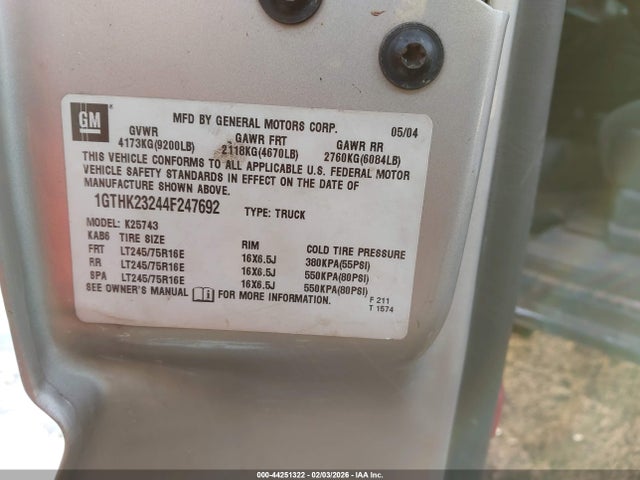 GM
MFD BY GENERAL MOTORS CORP. 05/04
GVWR GAWR FRT GAWR RR
4173KG(9200LB) 2118KG(4670LB) 2760KG(6084LB)
THIS VEHICLE CONFORMS TO ALL APPLICABLE U.S. FEDERAL MOTOR
VEHICLE SAFETY STANDARDS IN EFFECT ON THE DATE OF
MANUFACTURE SHOWN ABOVE.
1GTHK23244F247692 TYPE: TRUCK
MODEL: K25743
KAB6 TIRE SIZE RIM COLD TIRE PRESSURE
FRT LT245/75R16E 16X6.5J 380KPA(55PSI)
RR LT245/75R16E 16X6.5J 550KPA(80PSI)
SPA LT245/75R16E 16X6.5J 550KPA(80PSI)
SEE OWNER'S MANUAL FOR MORE INFORMATION.
F 211
T 1574
000-44251322 - 02/03/2026 - IAA Inc.